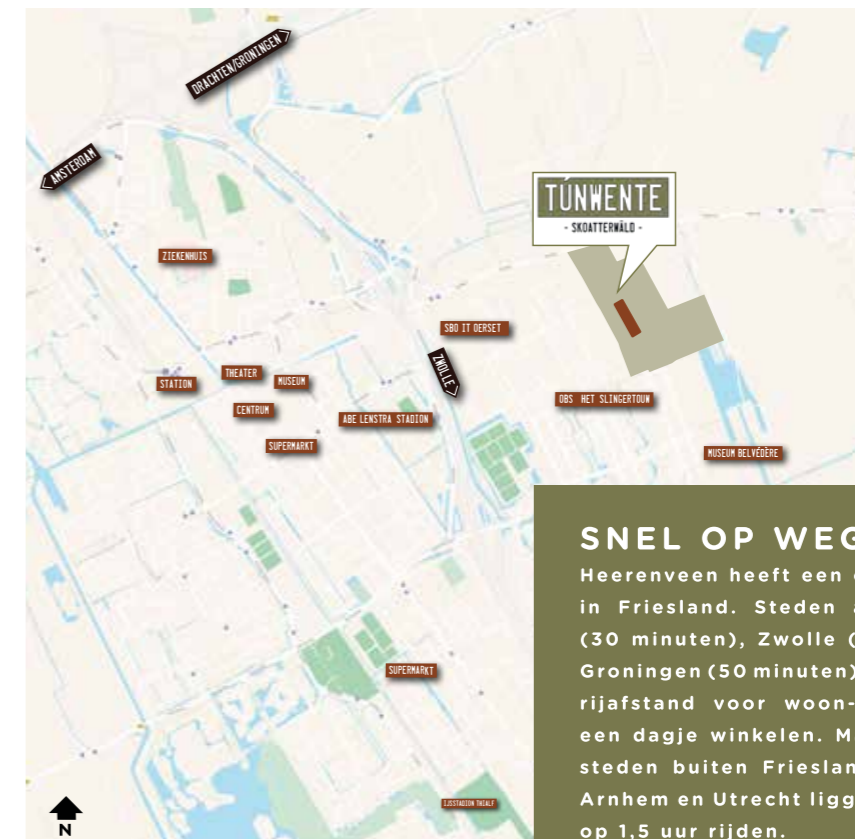 DRACHTEN/GRONINGEN
AMSTERDAM
TÚNWENTE
- SKOATTERWÂLD -
ZIEKENHUIS
SBO IT OERSET
ZWOLLE
STATION
THEATER
MUSEUM
CENTRUM
ABE LENSTRA STADION
OBS HET SLINGERTOUW
SUPERMARKT
MUSEUM BELVÉDÈRE
SUPERMARKT
IJSSTADION THIALF
N
SNEL OP WEG
Heerenveen heeft een
in Friesland. Steden
(30 minuten), Zwolle (
Groningen (50 minuten)
rijafstand voor woon-
een dagje winkelen. M
steden buiten Frieslan
Arnhem en Utrecht ligg
op 1,5 uur rijden.